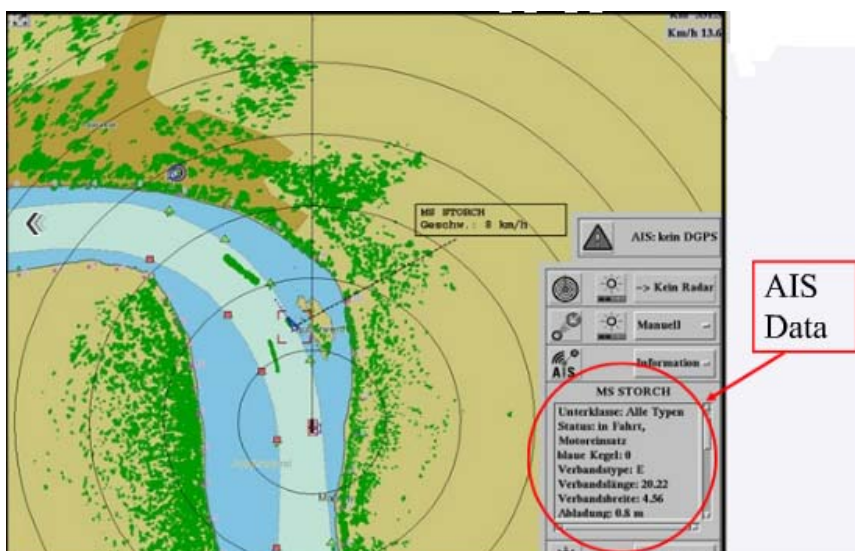 Km/h 13.6
MS STORCH
Geschw.: 8 km/h
AIS: kein DGPS
-> Kein Radar
Manuell
AIS
Information
MS STORCH
Unterklasse: Alle Typen
Status: in Fahrt,
Motoreinsatz
blaue Kegel: 0
Verbandstype: E
Verbandslänge: 20.22
Verbandsbreite: 4.56
Abladung: 0.8 m
AIS
Data